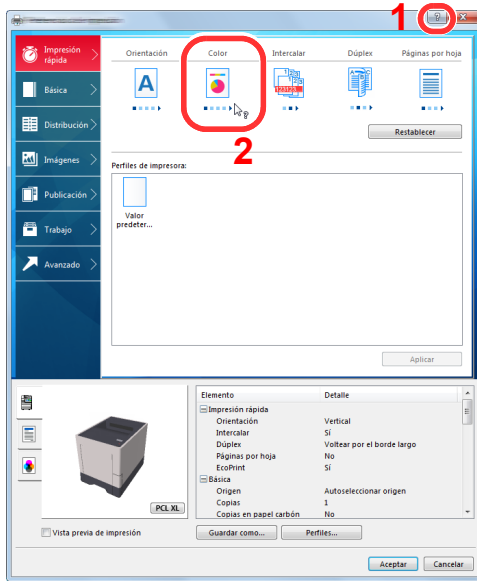 1
?
Impresión
rápida
Básica
Distribución
Imágenes
Publicación
Trabajo
Avanzado
Orientación
Color
Intercalar
Dúplex
Páginas por hoja
A
123
123123
A
?
2
Restablecer
Perfiles de impresora:
Valor
predeter...
Aplicar
Elemento
Detalle
Impresión rápida
Orientación
Vertical
Intercalar
Sí
Dúplex
Voltear por el borde largo
Páginas por hoja
No
EcoPrint
Sí
Básica
Origen
Autoseleccionar origen
Copias
1
Copias en papel carbón
No
PCL XL
Vista previa de impresión
Guardar como...
Perfiles...
Aceptar
Cancelar